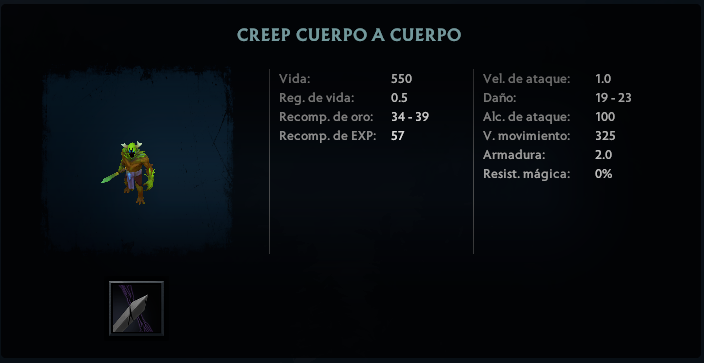 CREEP CUERPO A CUERPO
Vida: 550
Reg. de vida: 0.5
Recomp. de oro: 34 - 39
Recomp. de EXP: 57
Vel. de ataque: 1.0
Daño: 19 - 23
Alc. de ataque: 100
V. movimiento: 325
Armadura: 2.0
Resist. mágica: 0%